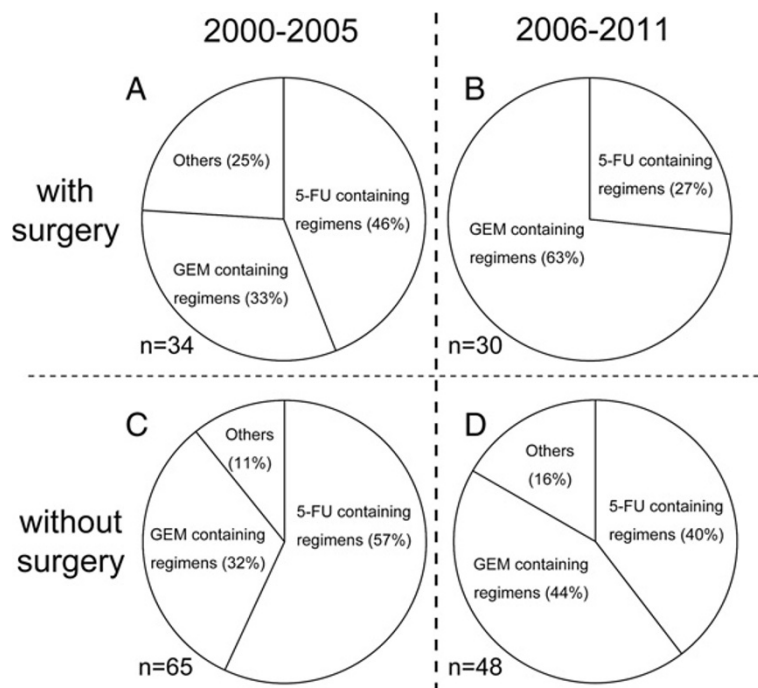 2000-2005
2006-2011
A
B
with
surgery
Others (25%)
5-FU containing
regimens (46%)
GEM containing
regimens (33%)
n=34
5-FU containing
regimens (27%)
GEM containing
regimens (63%)
n=30
C
D
without
surgery
Others
(11%)
5-FU containing
regimens (57%)
GEM containing
regimens (32%)
n=65
Others
(16%)
5-FU containing
regimens (40%)
GEM containing
regimens (44%)
n=48